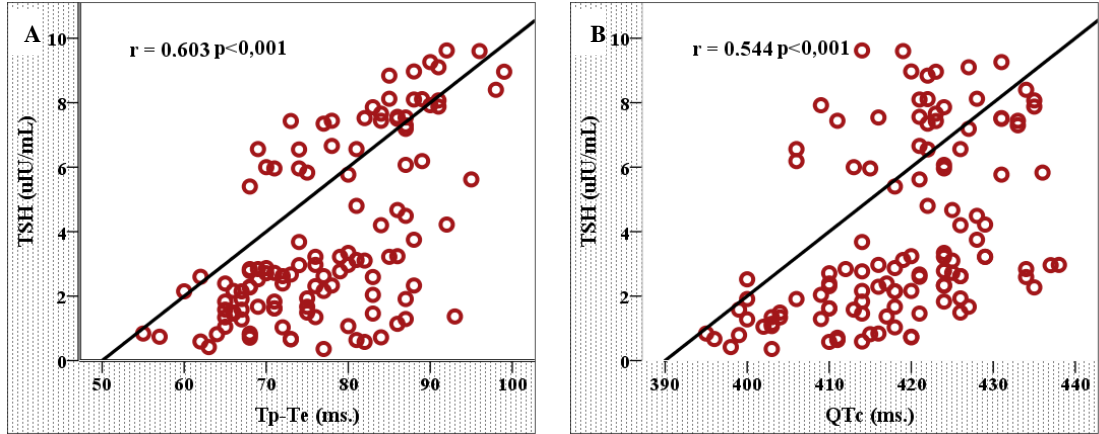 A
r = 0.603 p<0,001
TSH (uIU/mL)
10
8
6
4
2
0
50 60 70 80 90 100
Tp-Te (ms.)
B
r = 0.544 p<0,001
TSH (uIU/mL)
10
8
6
4
2
0
390 400 410 420 430 440
QTc (ms.)